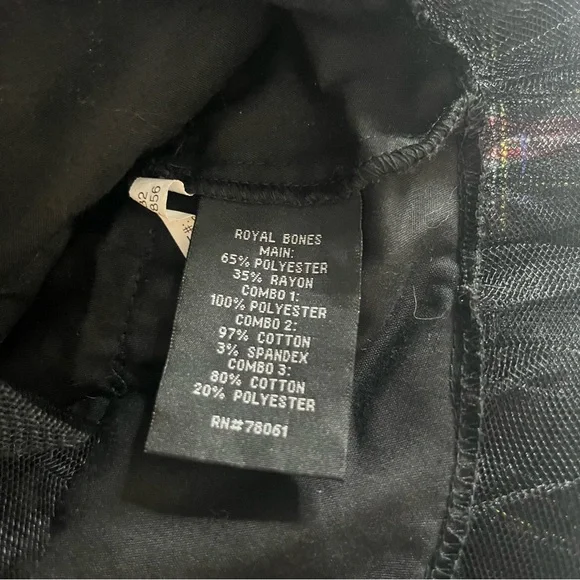 ROYAL BONES
MAIN:
65% POLYESTER
35% RAYON
COMBO 1:
100% POLYESTER
COMBO 2:
97% COTTON
3% SPANDEX
COMBO 3:
80% COTTON
20% POLYESTER
RN#78061